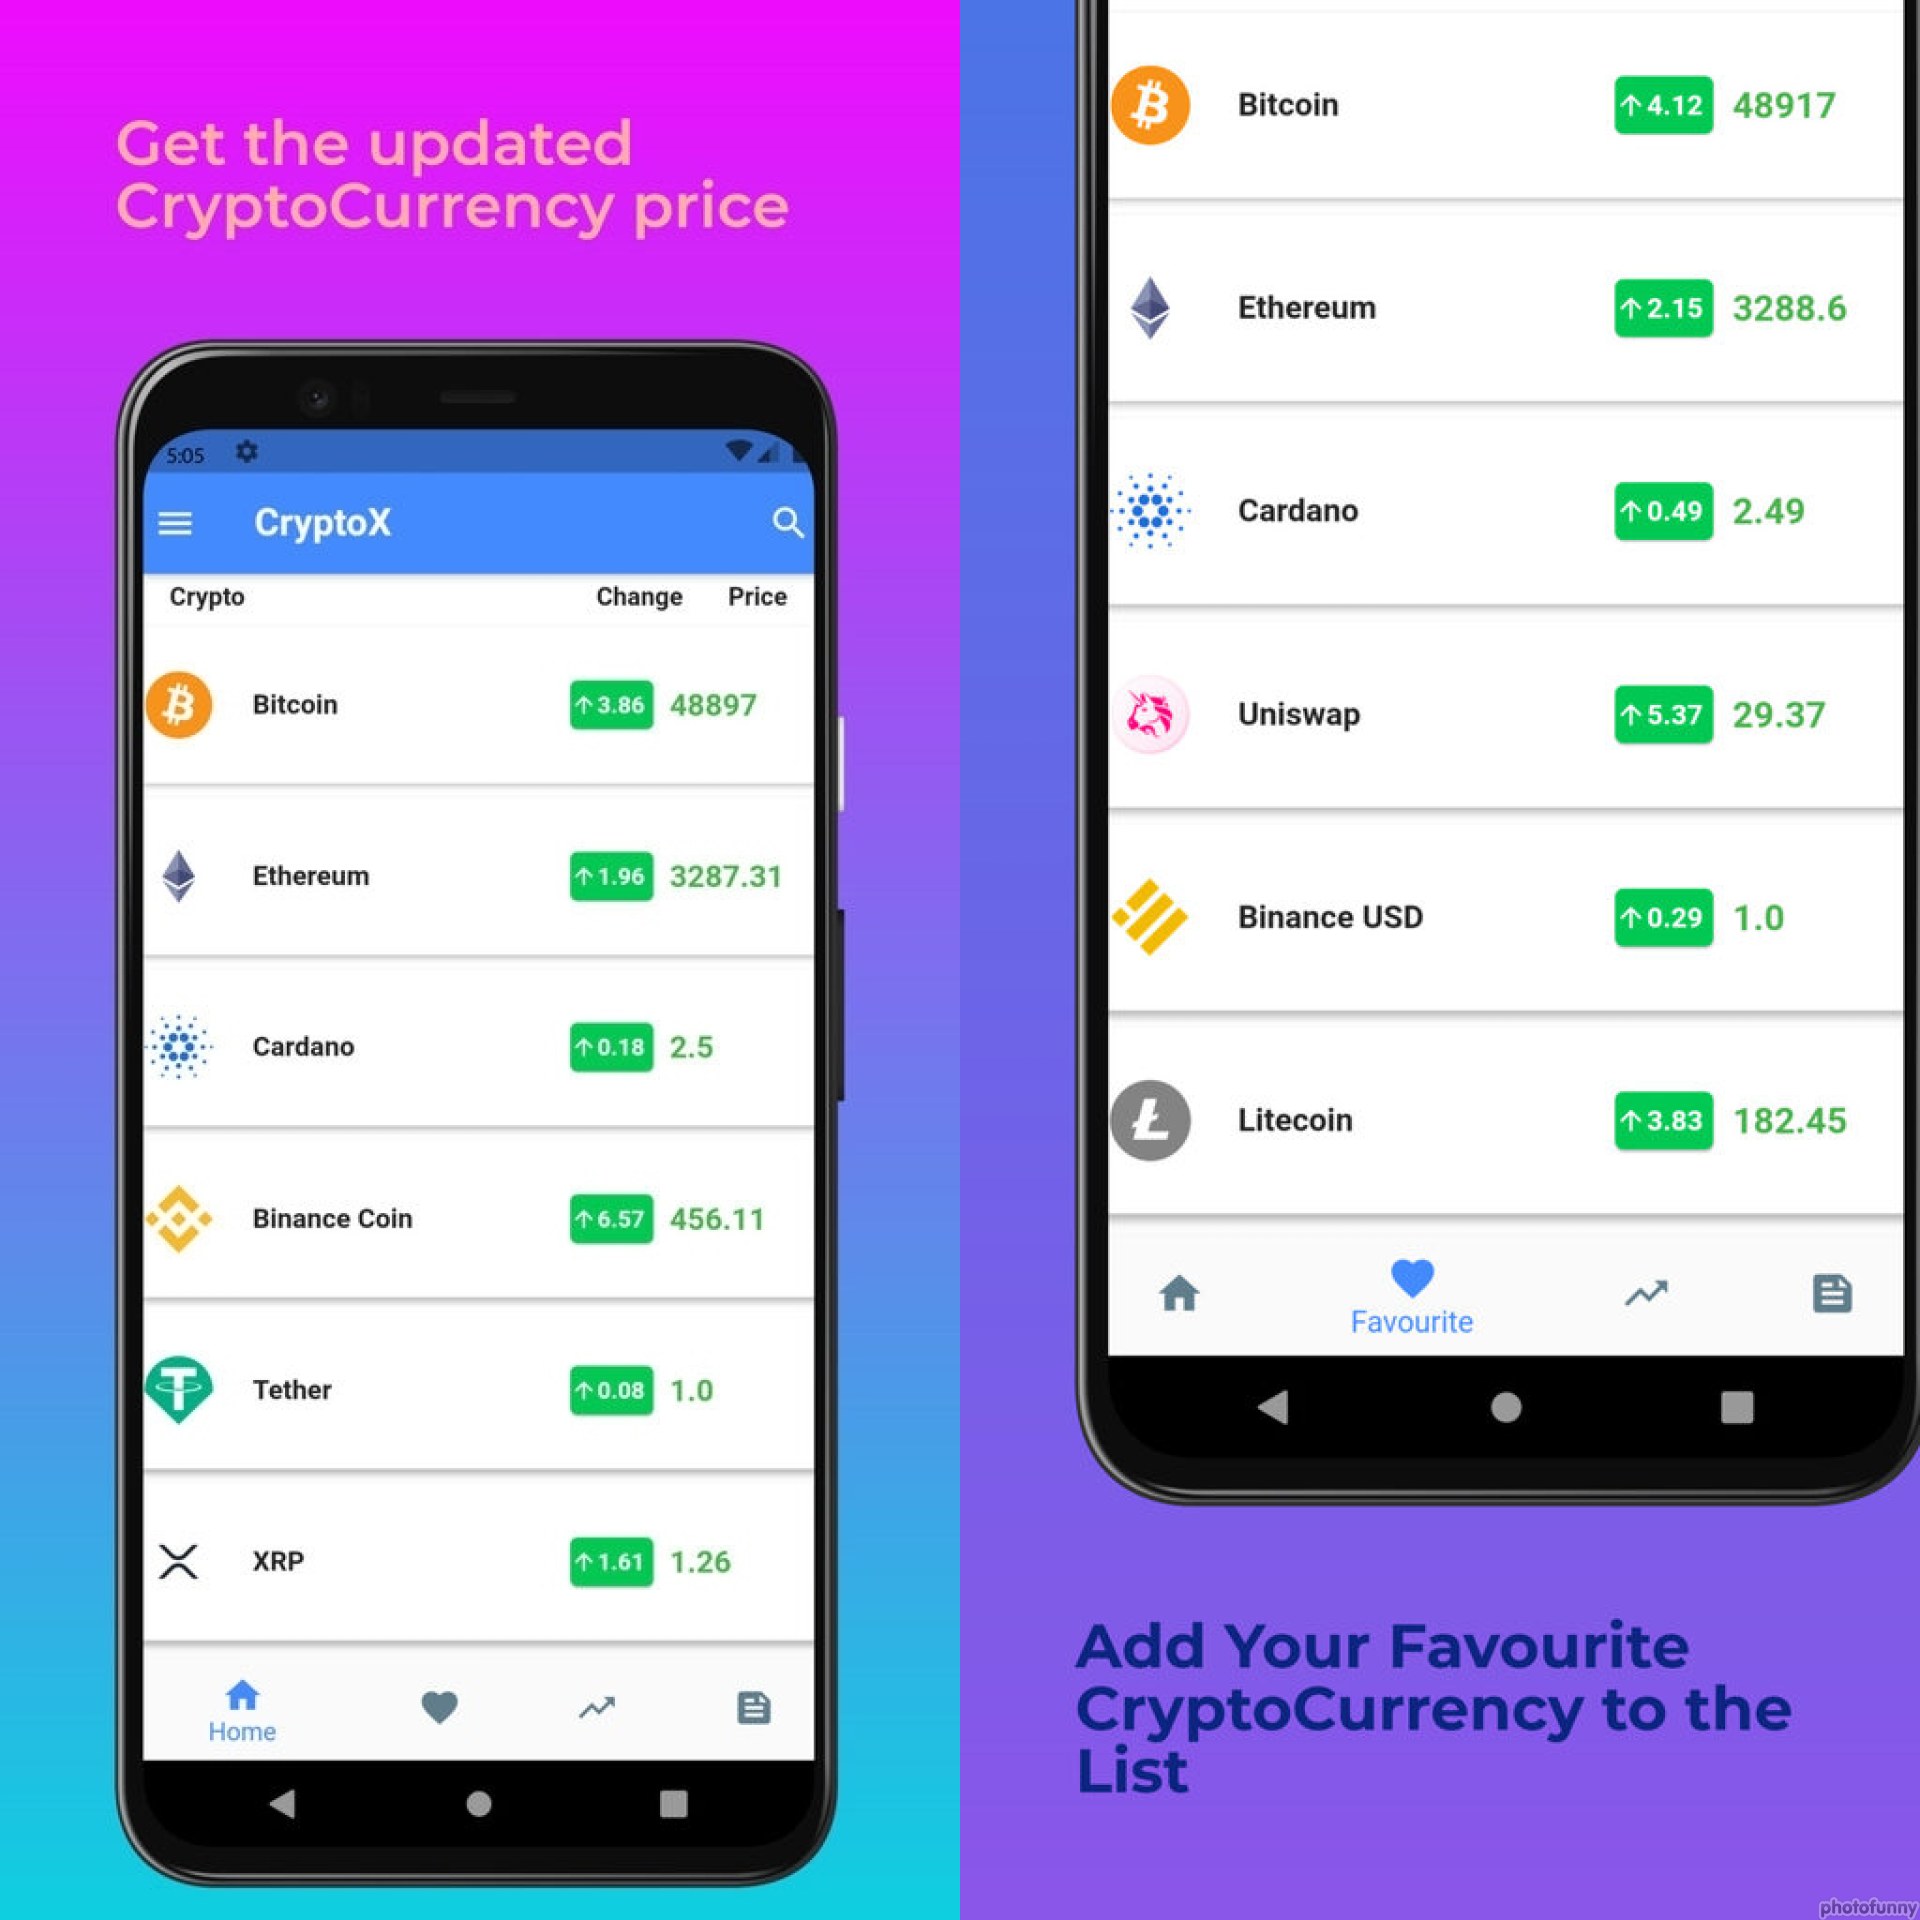 Get the updated
CryptoCurrency price
5:05
CryptoX
Crypto Change Price
Bitcoin ↑3.86 48897
Ethereum ↑1.96 3287.31
Cardano ↑0.18 2.5
Binance Coin ↑6.57 456.11
Tether ↑0.08 1.0
XRP ↑1.61 1.26
Home
Bitcoin ↑4.12 48917
Ethereum ↑2.15 3288.6
Cardano ↑0.49 2.49
Uniswap ↑5.37 29.37
Binance USD ↑0.29 1.0
Litecoin ↑3.83 182.45
Favourite
Add Your Favourite
CryptoCurrency to the
List
photofunny